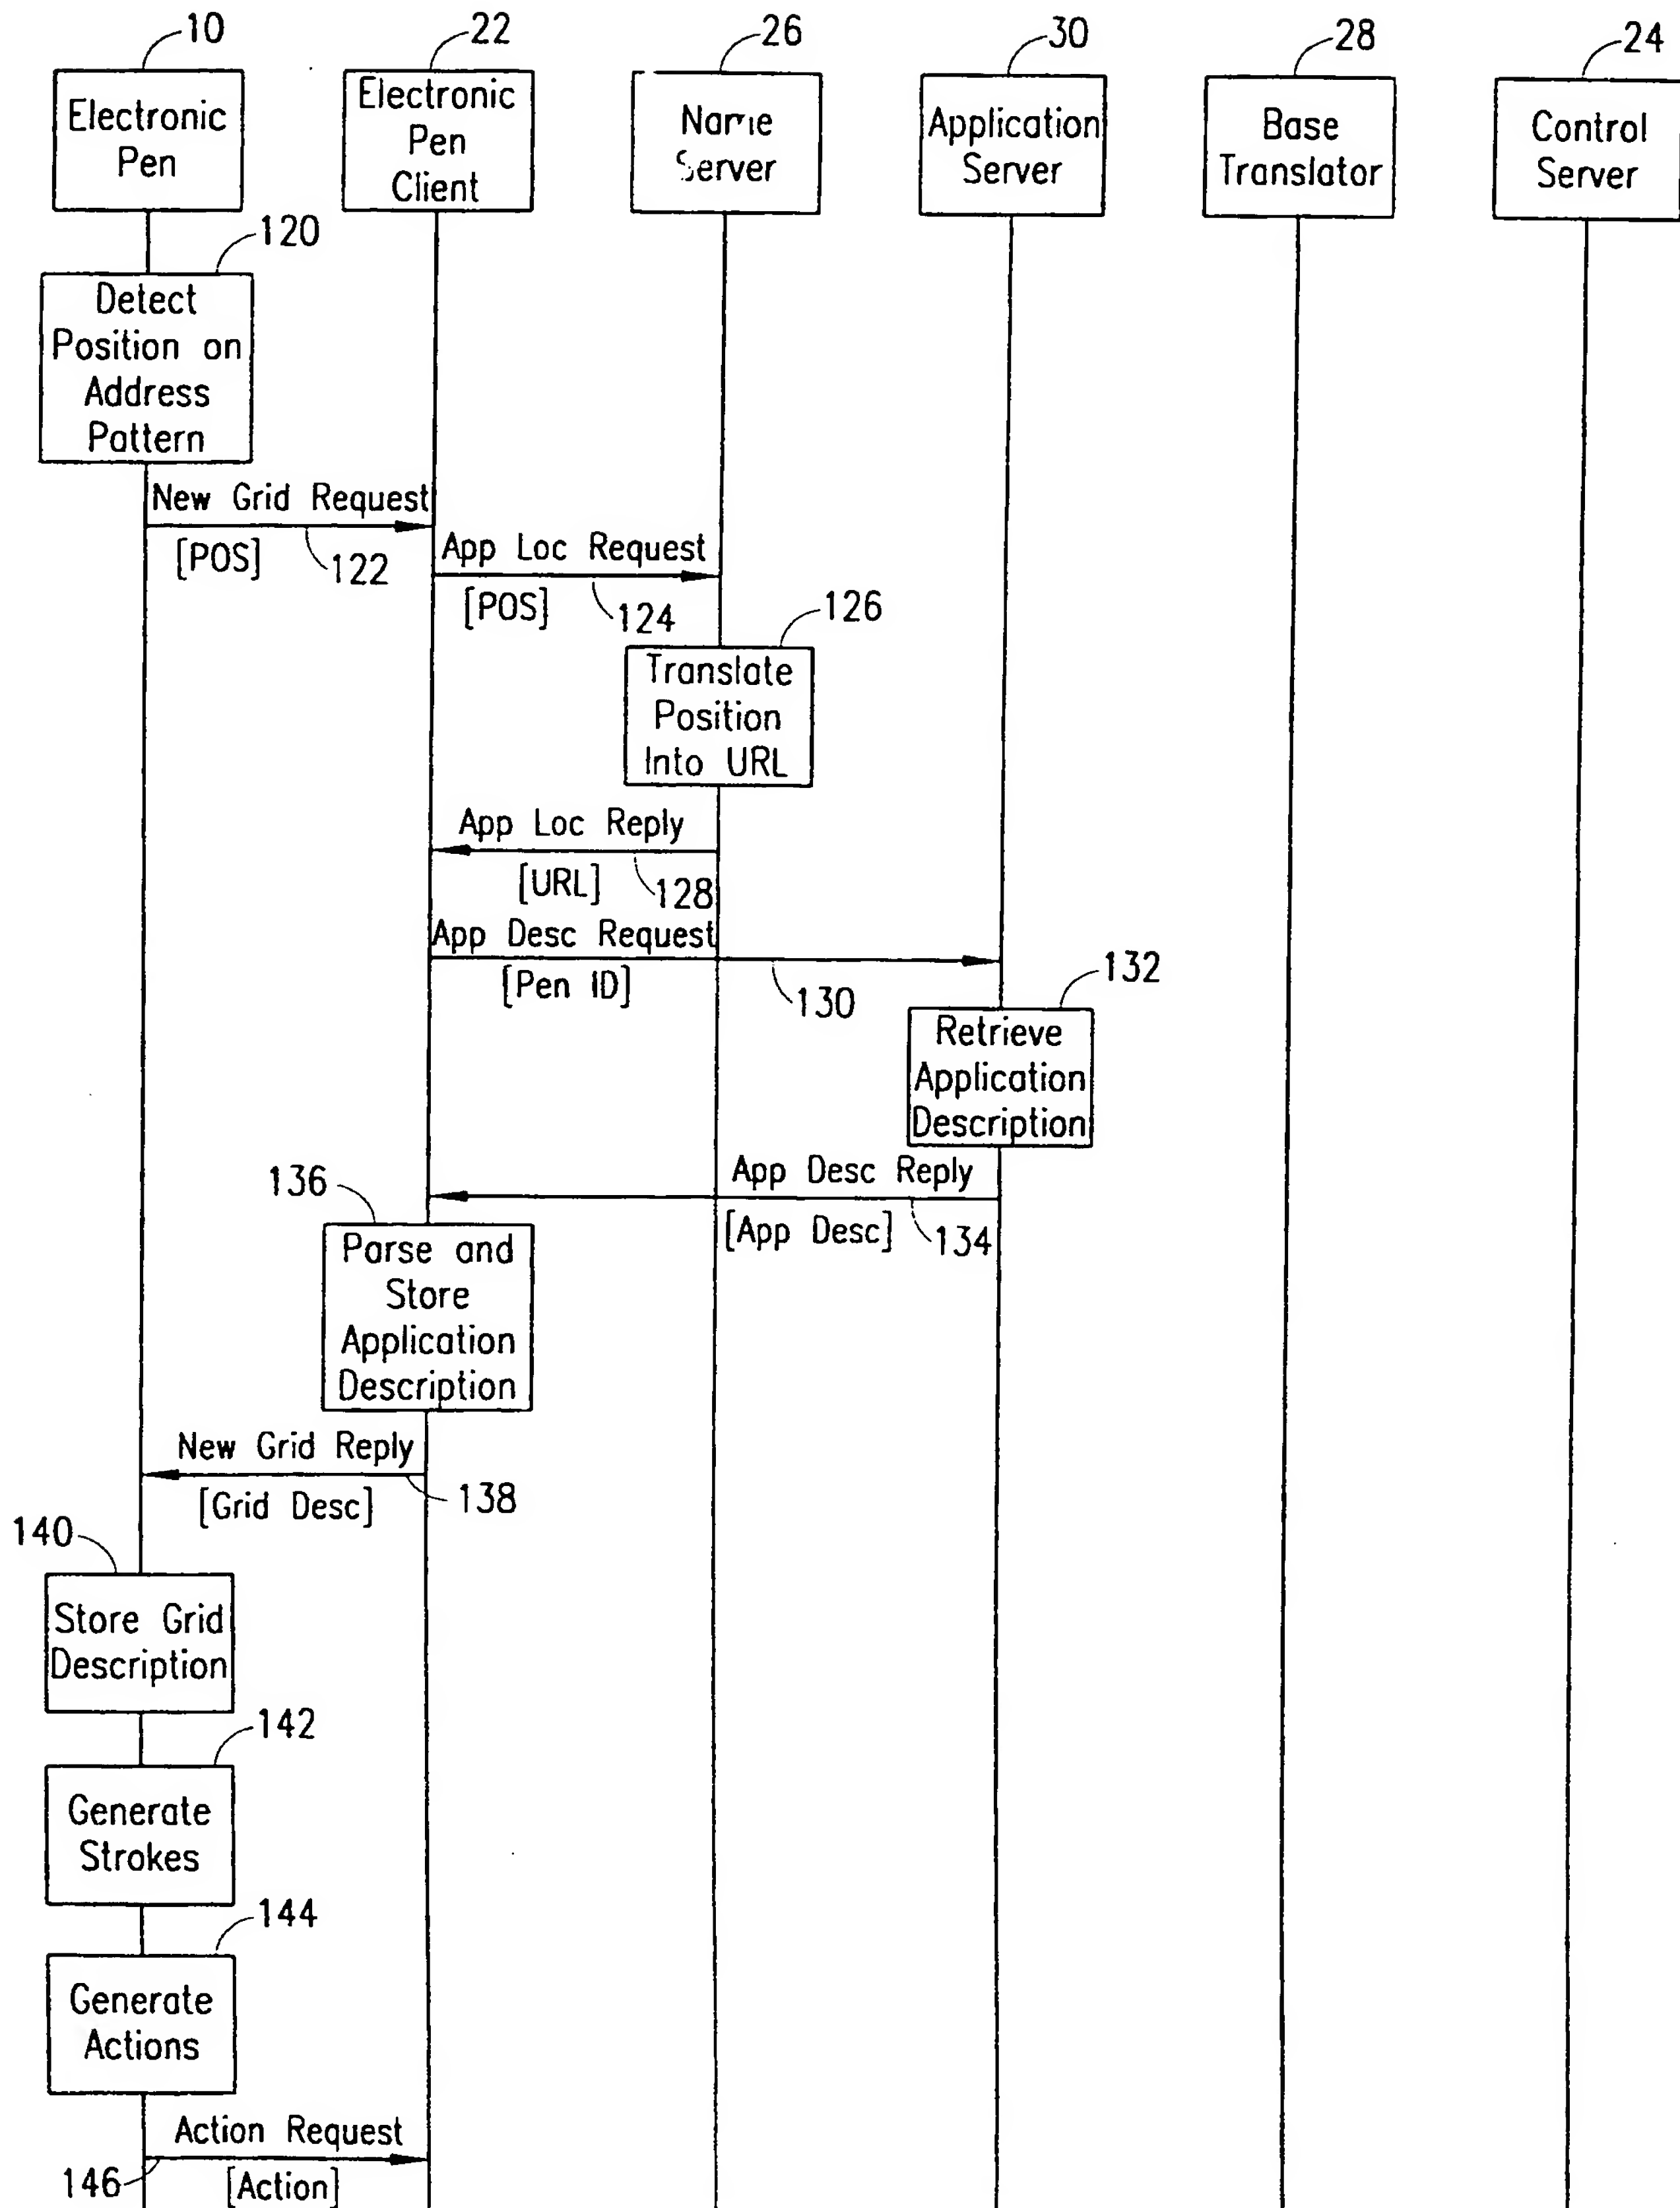 10
22
26
30
28
24
Electronic
Pen
Electronic
Pen
Client
Name
Server
Application
Server
Base
Translator
Control
Server
120
Detect
Position on
Address
Pattern
New Grid Request
[POS]
122
App Loc Request
[POS]
124
126
Translate
Position
Into URL
App Loc Reply
[URL]
128
App Desc Request
[Pen ID]
130
132
Retrieve
Application
Description
App Desc Reply
[App Desc]
134
136
Parse and
Store
Application
Description
New Grid Reply
[Grid Desc]
138
140
Store Grid
Description
142
Generate
Strokes
144
Generate
Actions
Action Request
146
[Action]